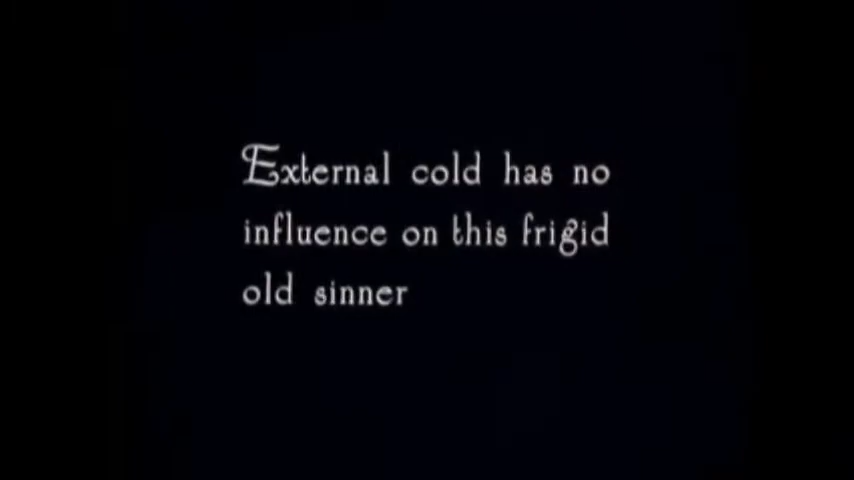 External cold has no
influence on this frigid
old sinner